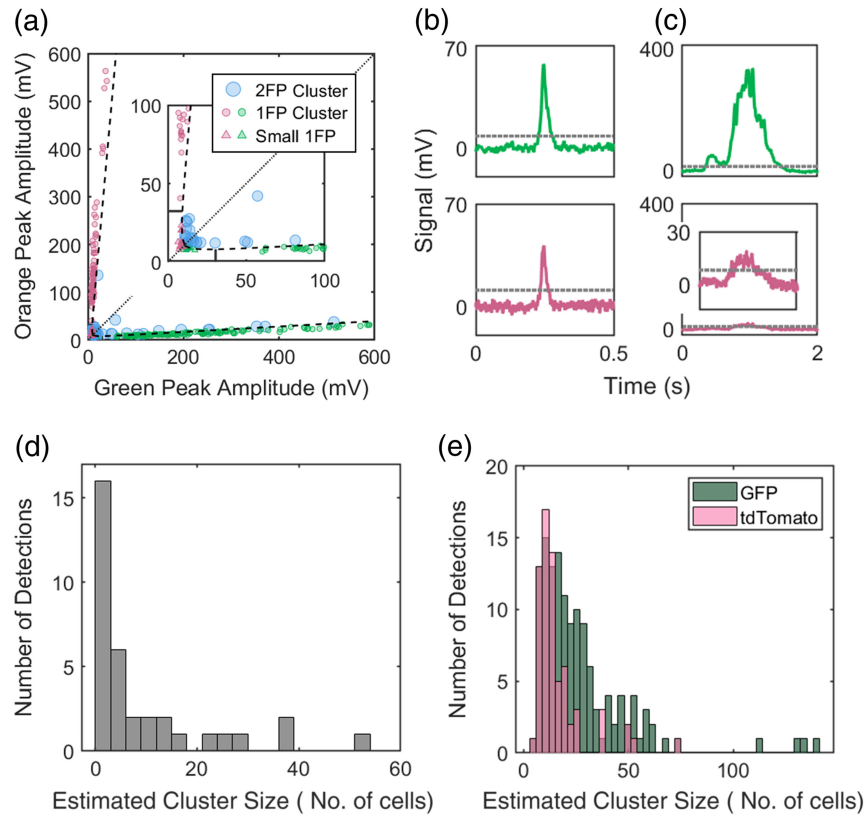 (a)
600
500
400
300
200
100
0
0 200 400 600
Orange Peak Amplitude (mV)
Green Peak Amplitude (mV)
100
50
0
0 50 100
2FP Cluster
1FP Cluster
Small 1FP
(b)
70
0
70
0
0 0.5
Signal (mV)
(c)
400
0
400
30
0
0
0 2
Time (s)
(d)
15
10
5
0
0 20 40 60
Number of Detections
Estimated Cluster Size ( No. of cells)
(e)
20
15
10
5
0
0 50 100
Number of Detections
GFP
tdTomato
Estimated Cluster Size ( No. of cells)